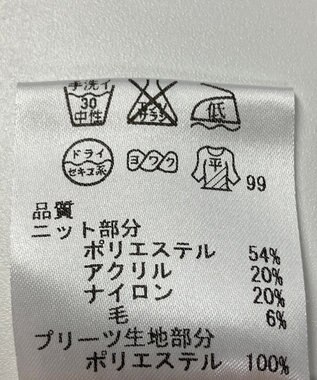 手洗イ
30
中性
エンソ
サラシ
低
ドライ
セキユ系
ヨワク
平
99
品質
ニット部分
ポリエステル 54%
アクリル 20%
ナイロン 20%
毛 6%
プリーツ生地部分
ポリエステル 100%